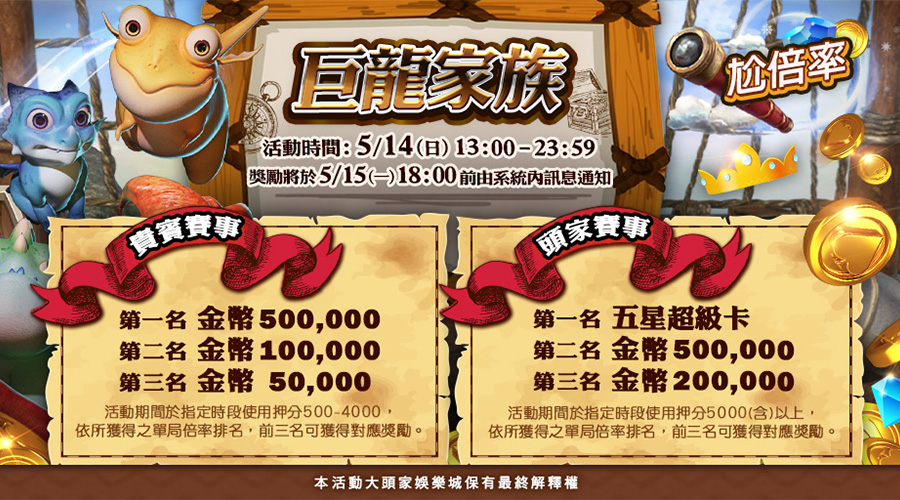 巨龍家族
尬倍率
活動時間：5/14(日) 13:00－23:59
獎勵將於5/15(一)18:00前由系統內訊息通知
貴賓賽事
第一名 金幣 500,000
第二名 金幣 100,000
第三名 金幣 50,000
活動期間於指定時段使用押分500-4000，
依所獲得之單局倍率排名，前三名可獲得對應獎勵。
頭家賽事
第一名 五星超級卡
第二名 金幣 500,000
第三名 金幣 200,000
活動期間於指定時段使用押分5000(含)以上，
依所獲得之單局倍率排名，前三名可獲得對應獎勵。
本活動大頭家娛樂城保有最終解釋權